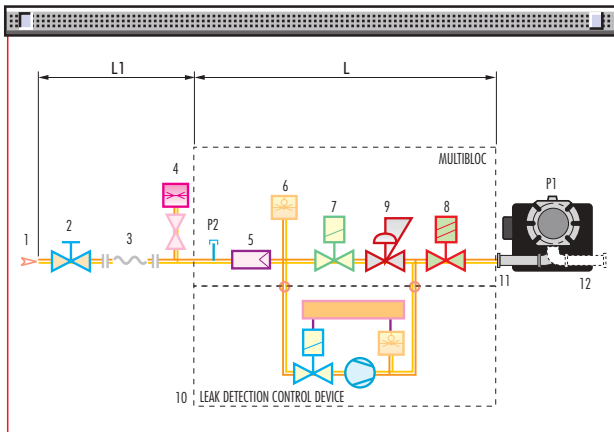 L1 L
MULTIBLOC
4 6 7 9 8 P1
1 2 3 P2 5
11 12
10 LEAK DETECTION CONTROL DEVICE